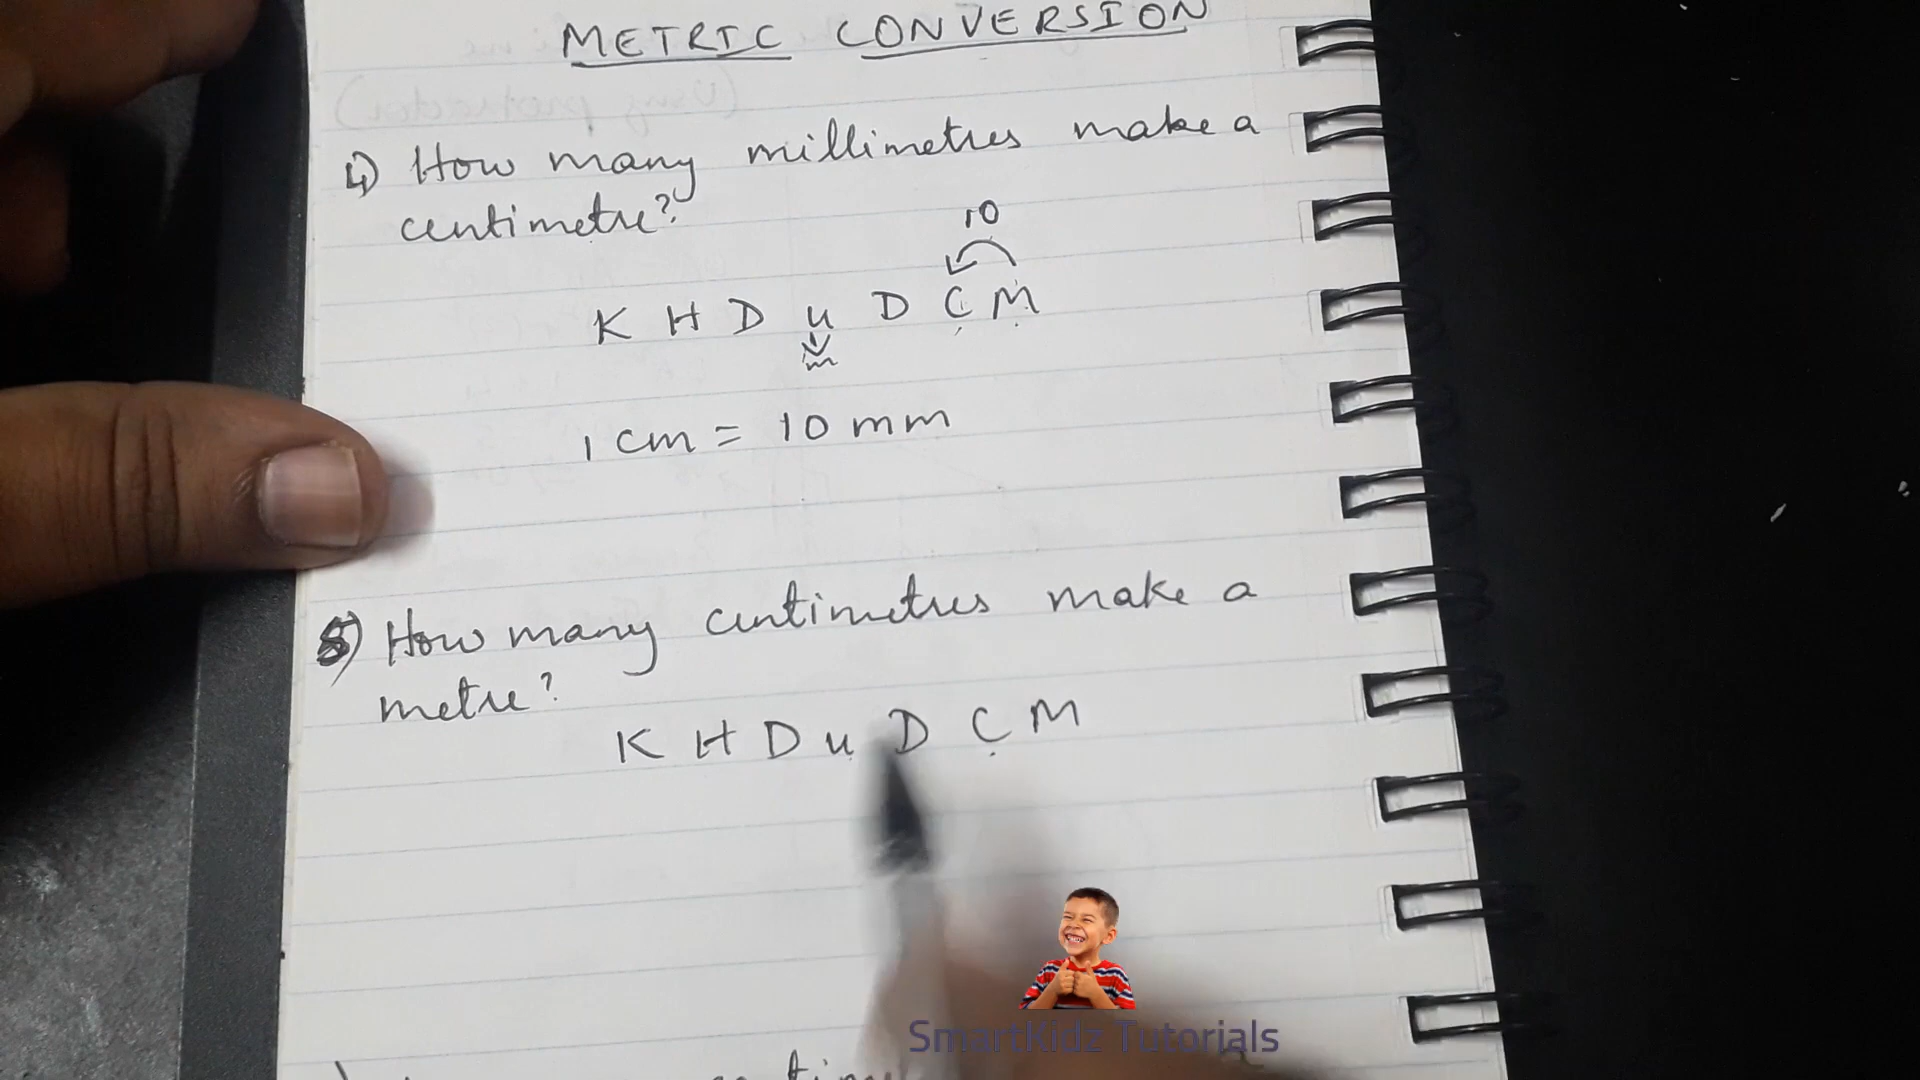 METRIC CONVERSION
4) How many millimetres make a
centimetre?
10
K H D u D C M
m
1 cm = 10 mm
5) How many centimetres make a
metre?
K H D u D C M
SmartKidz Tutorials